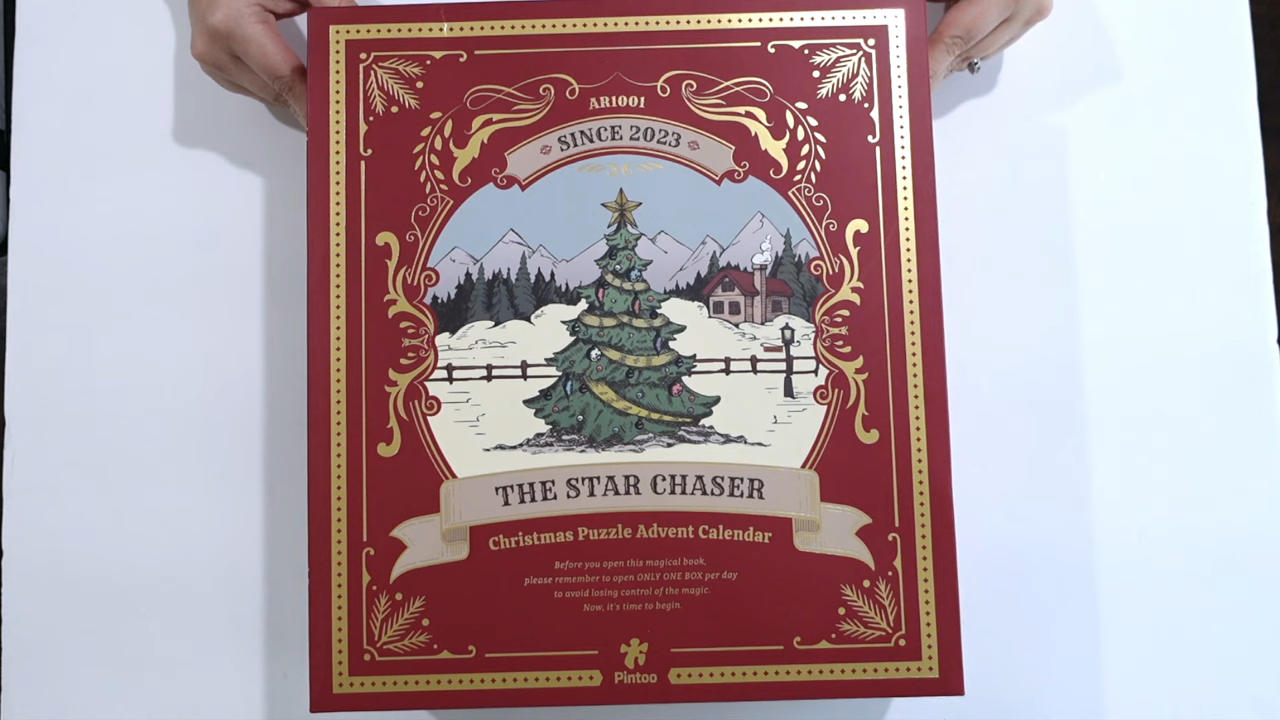 AR1001
SINCE 2023
THE STAR CHASER
Christmas Puzzle Advent Calendar
Before you open this magical book,
please remember to open ONLY ONE BOX per day
to avoid losing control of the magic.
Now, it's time to begin.
Pintoo